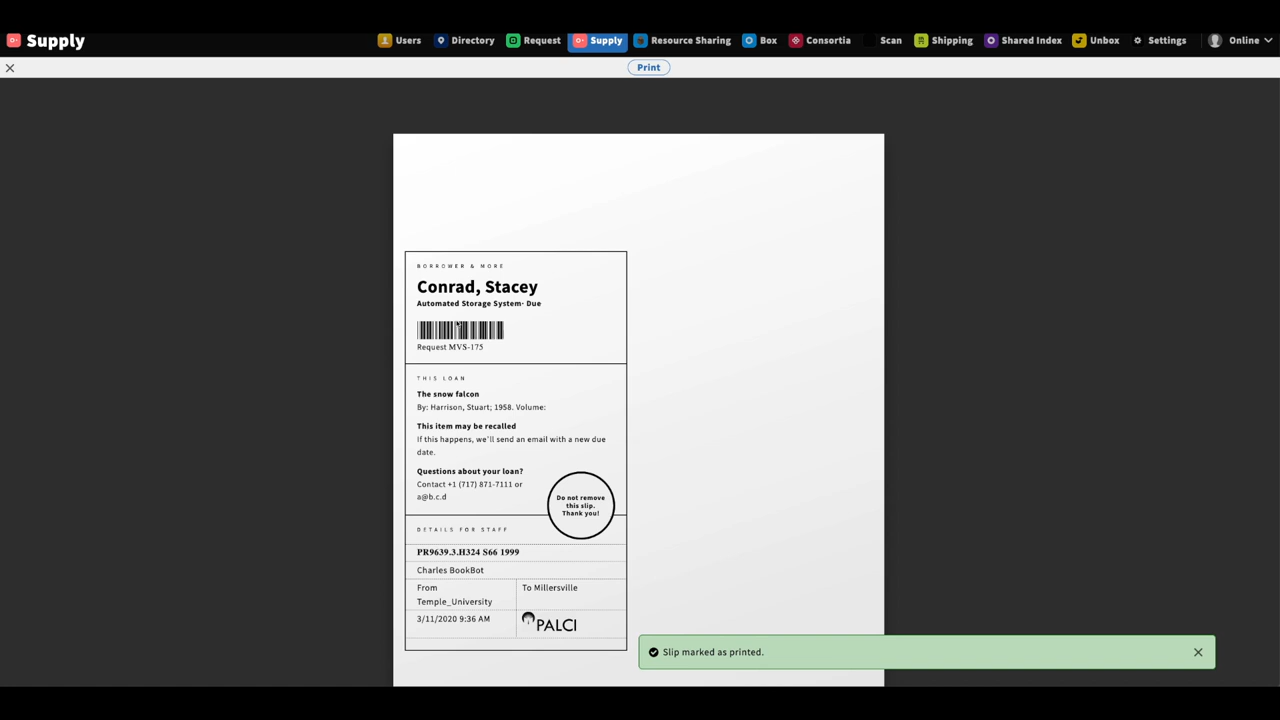 Supply
Users
Directory
Request
Supply
Resource Sharing
Box
Consortia
Scan
Shipping
Shared Index
Unbox
Settings
Online
Print
BORROWER & MORE
Conrad, Stacey
Automated Storage System- Due
Request MVS-175
THIS LOAN
The snow falcon
By: Harrison, Stuart; 1958. Volume:
This item may be recalled
If this happens, we'll send an email with a new due
date.
Questions about your loan?
Contact +1 (717) 871-7111 or
a@b.c.d
Do not remove
this slip.
Thank you!
DETAILS FOR STAFF
PR9639.3.H324 S66 1999
Charles BookBot
From
Temple_University
To Millersville
3/11/2020 9:36 AM
PALCI
Slip marked as printed.